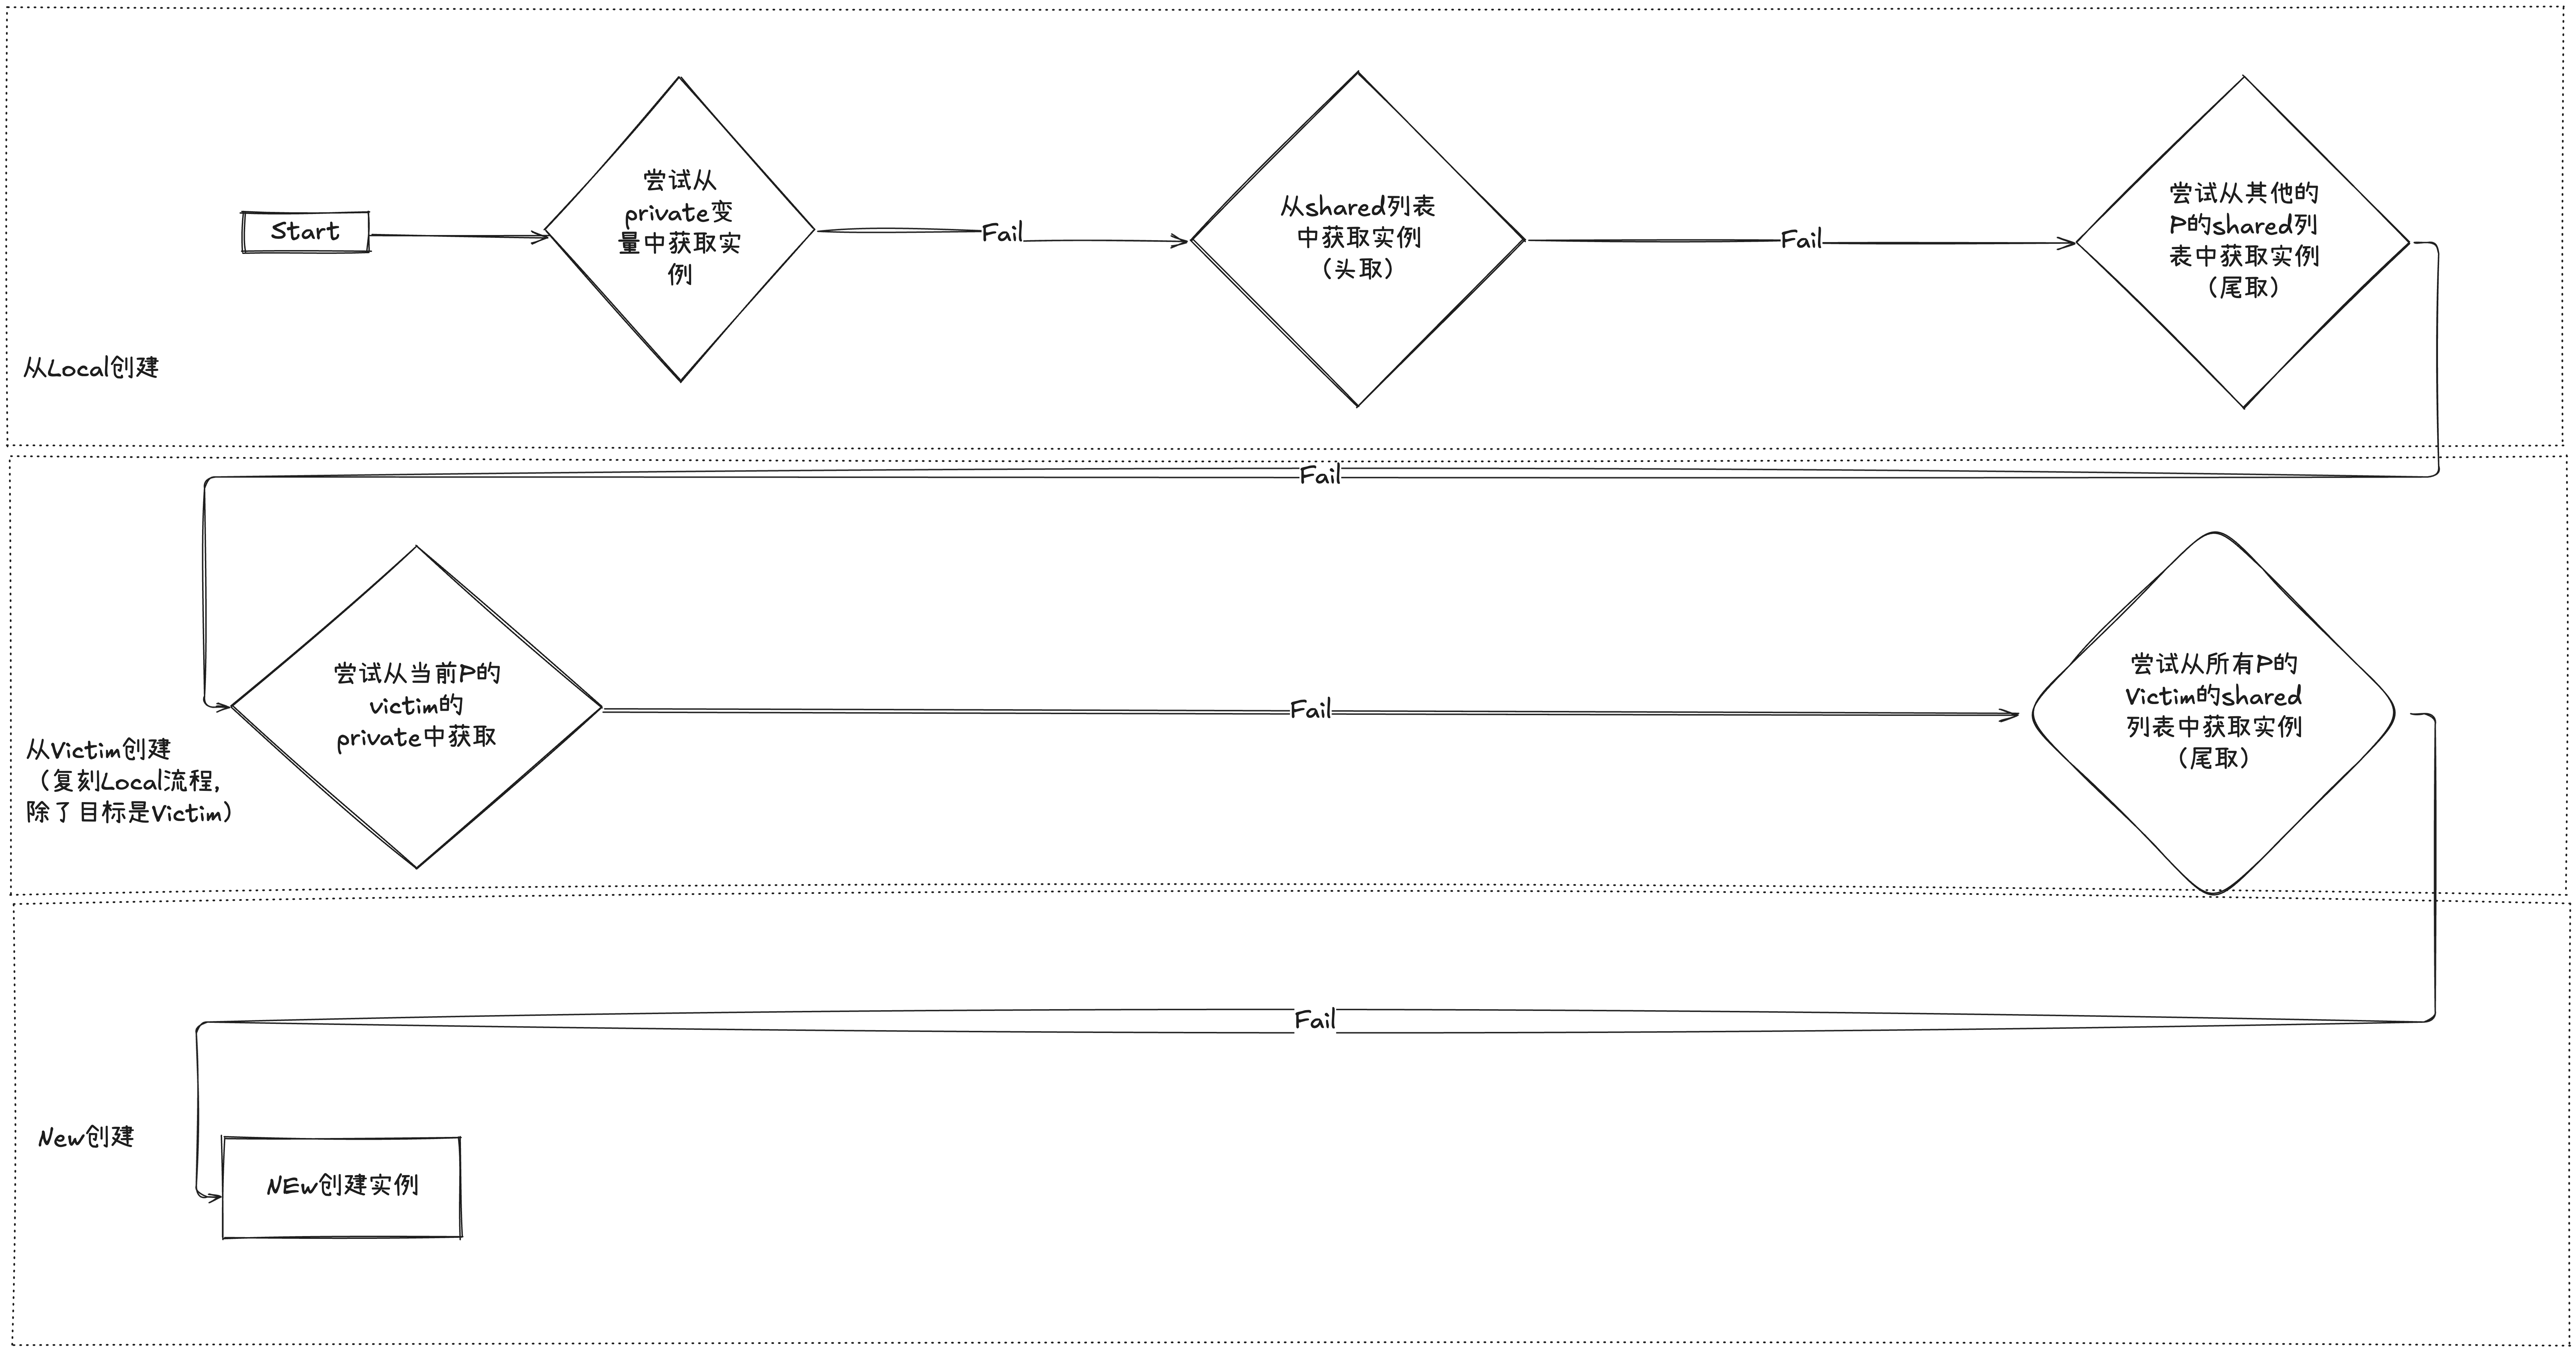 Start
尝试从
private变
量中获取实
例
Fail
从shared列表
中获取实例
（头取）
Fail
尝试从其他的
P的shared列
表中获取实例
（尾取）
从Local创建
Fail
尝试从当前P的
victim的
private中获取
Fail
尝试从所有P的
Victim的shared
列表中获取实例
（尾取）
从Victim创建
（复刻Local流程，
除了目标是Victim）
Fail
New创建
NEw创建实例